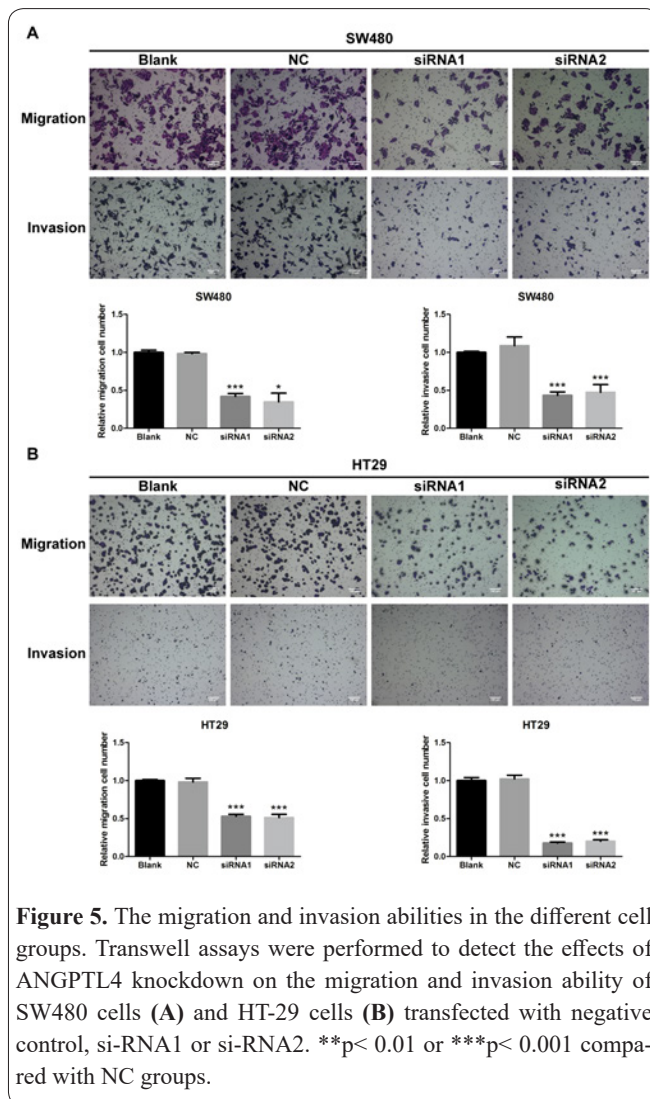 A
SW480
Blank NC siRNA1 siRNA2
Migration
Invasion
SW480
Relative migration cell number
1.5
1.0
0.5
0.0
*** *
Blank NC siRNA1 siRNA2
SW480
Relative invasive cell number
1.5
1.0
0.5
0.0
*** ***
Blank NC siRNA1 siRNA2
B
HT29
Blank NC siRNA1 siRNA2
Migration
Invasion
HT29
Relative migration cell number
1.5
1.0
0.5
0.0
*** ***
Blank NC siRNA1 siRNA2
HT29
Relative invasive cell number
1.5
1.0
0.5
0.0
*** ***
Blank NC siRNA1 siRNA2
Figure 5. The migration and invasion abilities in the different cell
groups. Transwell assays were performed to detect the effects of
ANGPTL4 knockdown on the migration and invasion ability of
SW480 cells (A) and HT-29 cells (B) transfected with negative
control, si-RNA1 or si-RNA2. **p< 0.01 or ***p< 0.001 compa-
red with NC groups.